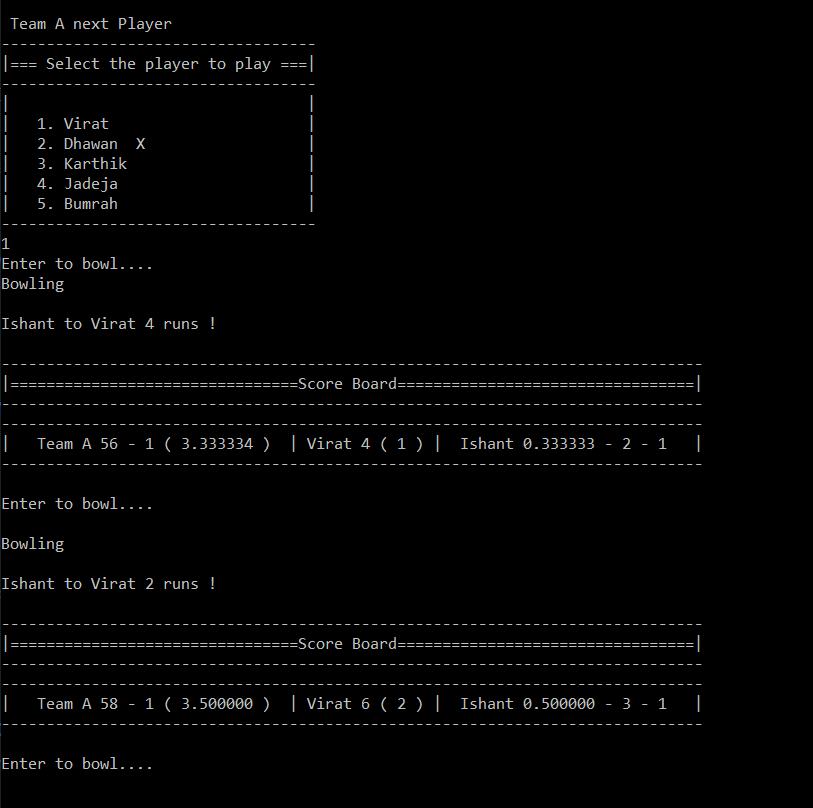 Team A next Player
-----------------------------------
|=== Select the player to play ===|
-----------------------------------
|                                 |
|   1. Virat                      |
|   2. Dhawan  X                  |
|   3. Karthik                    |
|   4. Jadeja                     |
|   5. Bumrah                     |
-----------------------------------
1
Enter to bowl....
Bowling
Ishant to Virat 4 runs !
------------------------------------------------------------------------------
|================================Score Board=================================|
------------------------------------------------------------------------------
------------------------------------------------------------------------------
|   Team A 56 - 1 ( 3.333334 )  | Virat 4 ( 1 ) |  Ishant 0.333333 - 2 - 1   |
------------------------------------------------------------------------------
Enter to bowl....
Bowling
Ishant to Virat 2 runs !
------------------------------------------------------------------------------
|================================Score Board=================================|
------------------------------------------------------------------------------
------------------------------------------------------------------------------
|   Team A 58 - 1 ( 3.500000 )  | Virat 6 ( 2 ) |  Ishant 0.500000 - 3 - 1   |
------------------------------------------------------------------------------
Enter to bowl....